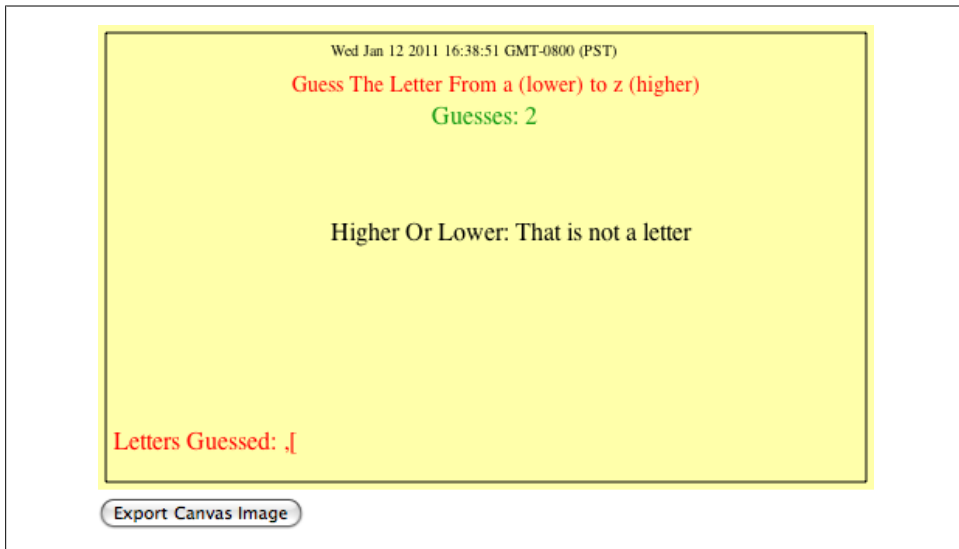 Wed Jan 12 2011 16:38:51 GMT-0800 (PST)
Guess The Letter From a (lower) to z (higher)
Guesses: 2
Higher Or Lower: That is not a letter
Letters Guessed: ,[
Export Canvas Image